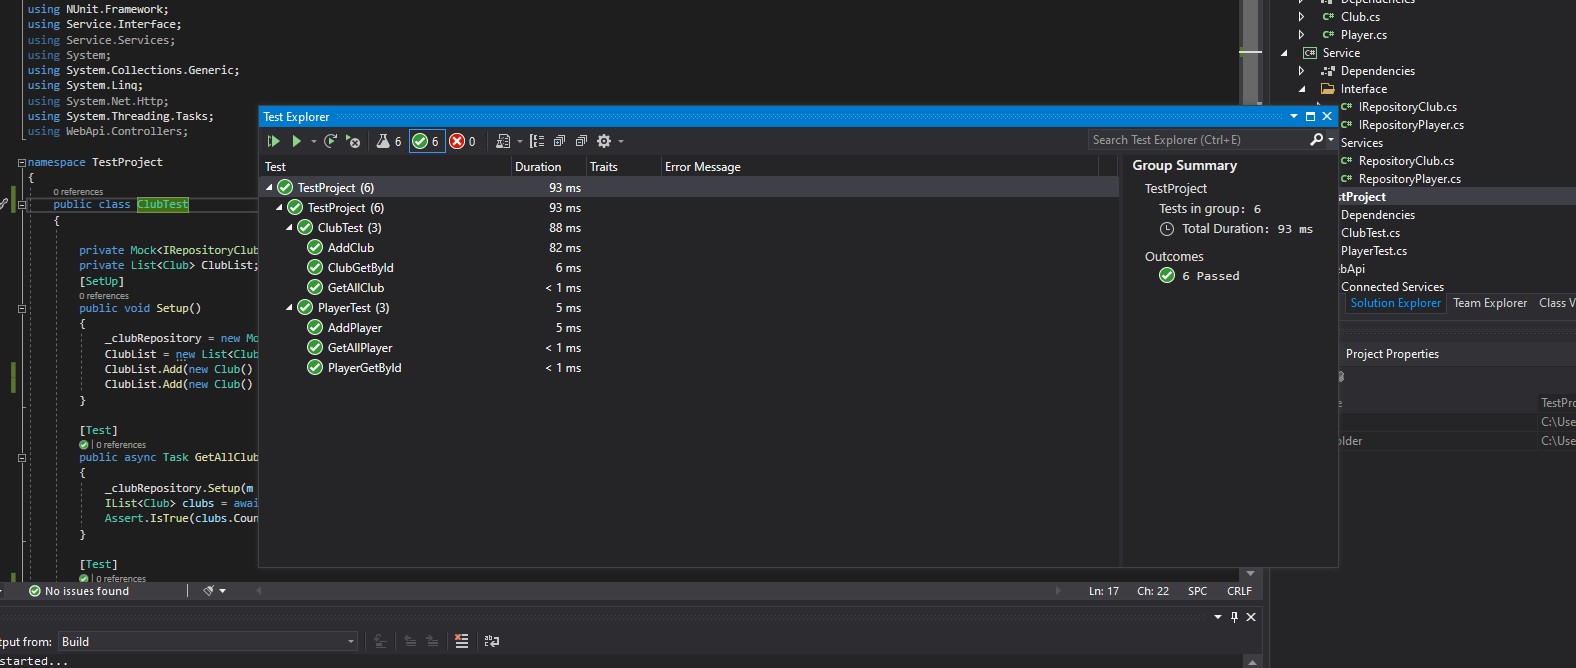 using NUnit.Framework;
using Service.Interface;
using Service.Services;
using System;
using System.Collections.Generic;
using System.Linq;
using System.Net.Http;
using System.Threading.Tasks;
using WebApi.Controllers;
namespace TestProject
{
0 references
public class ClubTest
{
private Mock<IRepositoryClub
private List<Club> ClubList;
[SetUp]
0 references
public void Setup()
{
_clubRepository = new Mo
ClubList = new List<Club
ClubList.Add(new Club()
ClubList.Add(new Club()
}
[Test]
| 0 references
public async Task GetAllClub
{
_clubRepository.Setup(m
IList<Club> clubs = awai
Assert.IsTrue(clubs.Coun
}
[Test]
| 0 references
Test Explorer
6 6 0
Search Test Explorer (Ctrl+E)
Test Duration Traits Error Message
TestProject (6) 93 ms
TestProject (6) 93 ms
ClubTest (3) 88 ms
AddClub 82 ms
ClubGetById 6 ms
GetAllClub < 1 ms
PlayerTest (3) 5 ms
AddPlayer 5 ms
GetAllPlayer < 1 ms
PlayerGetById < 1 ms
Group Summary
TestProject
Tests in group: 6
Total Duration: 93 ms
Outcomes
6 Passed
Dependencies
C# Club.cs
C# Player.cs
C# Service
Dependencies
Interface
C# IRepositoryClub.cs
C# IRepositoryPlayer.cs
Services
C# RepositoryClub.cs
C# RepositoryPlayer.cs
stProject
Dependencies
ClubTest.cs
PlayerTest.cs
bApi
Connected Services
Solution Explorer Team Explorer Class V
Project Properties
e TestPro
C:\Use
older C:\Use
No issues found
Ln: 17 Ch: 22 SPC CRLF
tput from: Build
started...